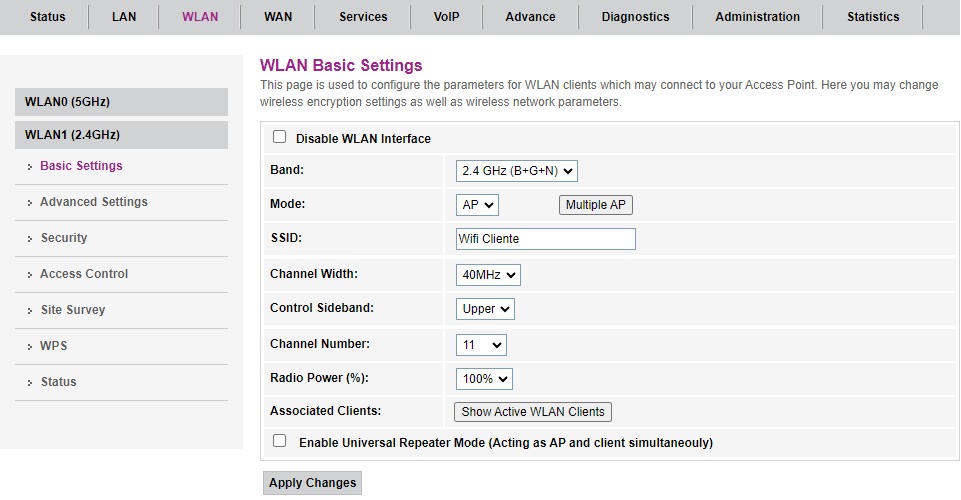 Status LAN WLAN WAN Services VoIP Advance Diagnostics Administration Statistics
WLAN0 (5GHz)
WLAN1 (2.4GHz)
Basic Settings
Advanced Settings
Security
Access Control
Site Survey
WPS
Status
WLAN Basic Settings
This page is used to configure the parameters for WLAN clients which may connect to your Access Point. Here you may change
wireless encryption settings as well as wireless network parameters.
Disable WLAN Interface
Band: 2.4 GHz (B+G+N)
Mode: AP Multiple AP
SSID: Wifi Cliente
Channel Width: 40MHz
Control Sideband: Upper
Channel Number: 11
Radio Power (%): 100%
Associated Clients: Show Active WLAN Clients
Enable Universal Repeater Mode (Acting as AP and client simultaneouly)
Apply Changes